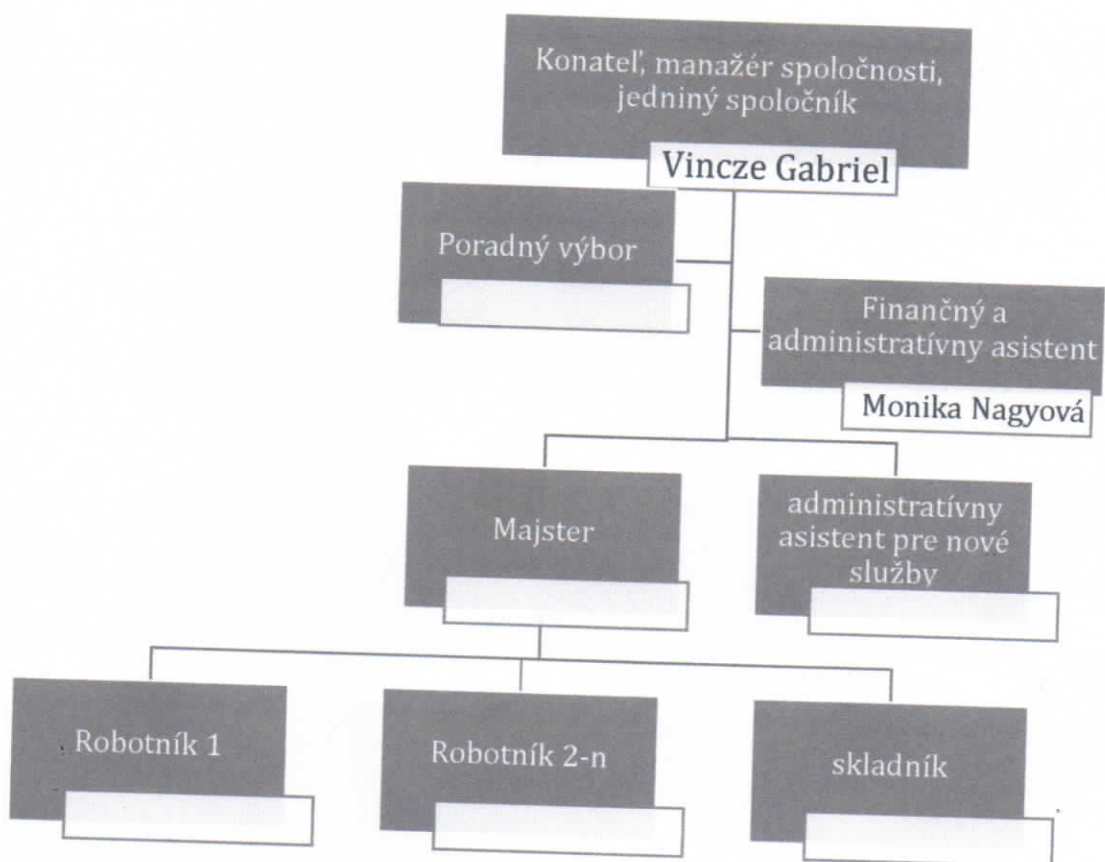 Konateľ, manažér spoločnosti,
jedniný spoločník
Vincze Gabriel
Poradný výbor
Finančný a
administratívny asistent
Monika Nagyová
Majster
administratívny
asistent pre nové
služby
Robotník 1
Robotník 2-n
skladník